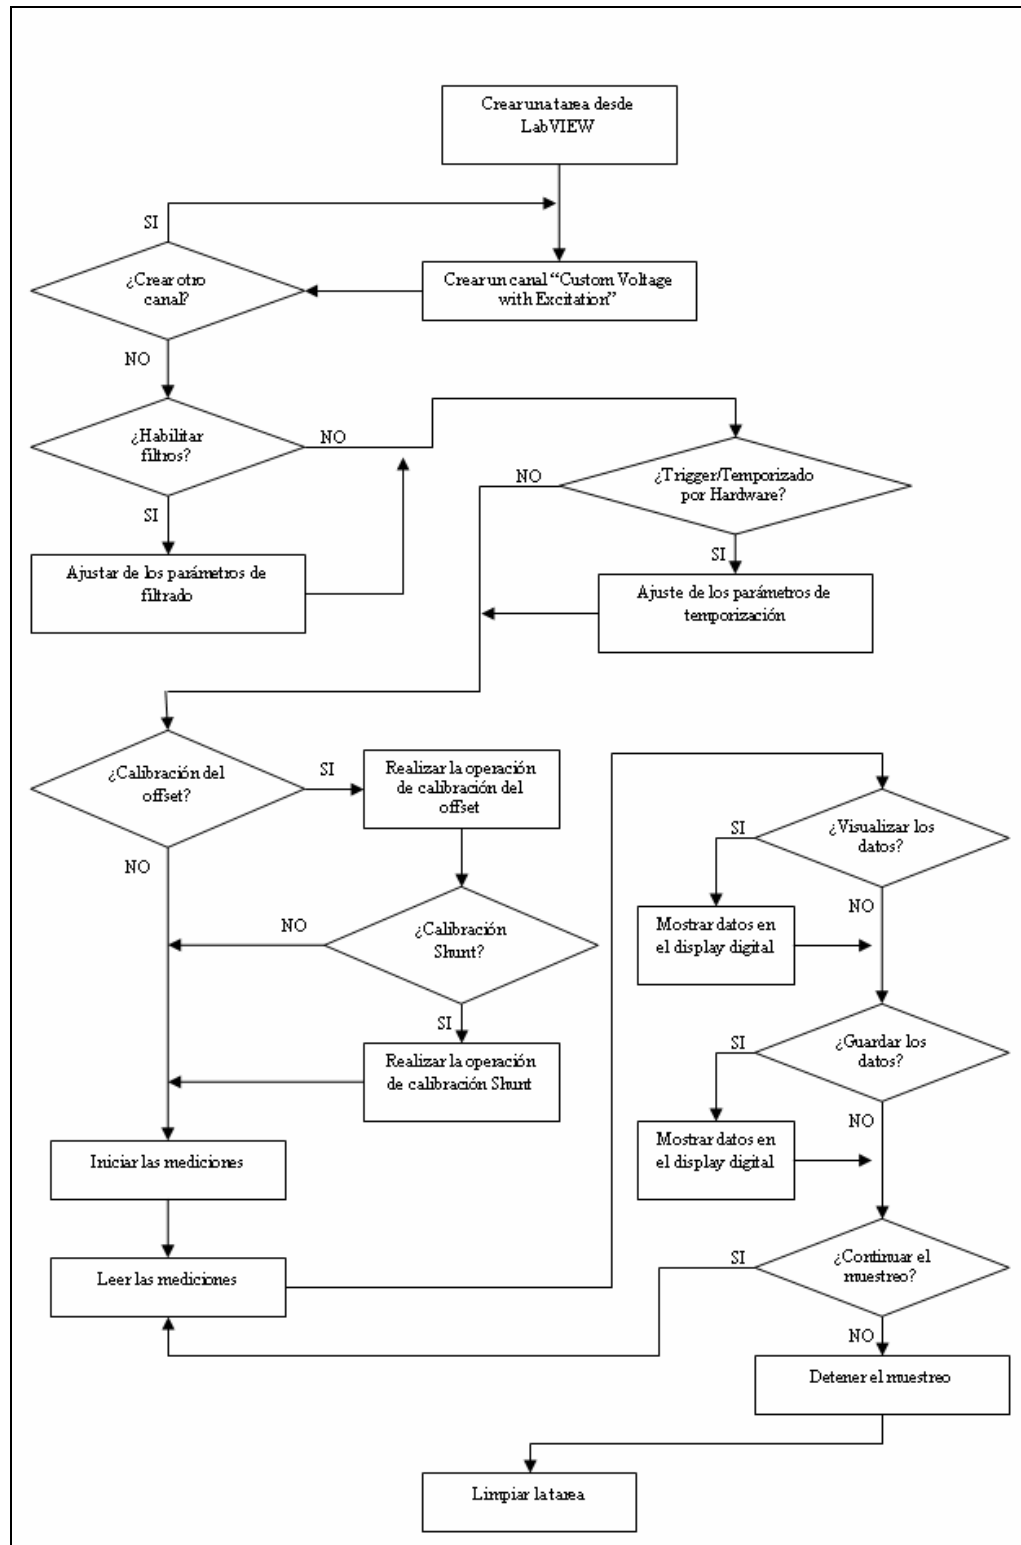 Crear una tarea desde
LabVIEW
SI
¿Crear otro
canal?
Crear un canal “Custom Voltage
with Excitation”
NO
¿Habilitar
filtros?
NO
NO
¿Trigger/Temporizado
por Hardware?
SI
SI
Ajustar de los parámetros de
filtrado
Ajuste de los parámetros de
temporización
¿Calibración del
offset?
SI
Realizar la operación
de calibración del
offset
NO
NO
¿Calibración
Shunt?
SI
Realizar la operación
de calibración Shunt
Iniciar las mediciones
Leer las mediciones
SI
¿Visualizar los
datos?
NO
Mostrar datos en
el display digital
SI
¿Guardar los
datos?
NO
Mostrar datos en
el display digital
SI
¿Continuar el
muestreo?
NO
Detener el muestreo
Limpiar la tarea